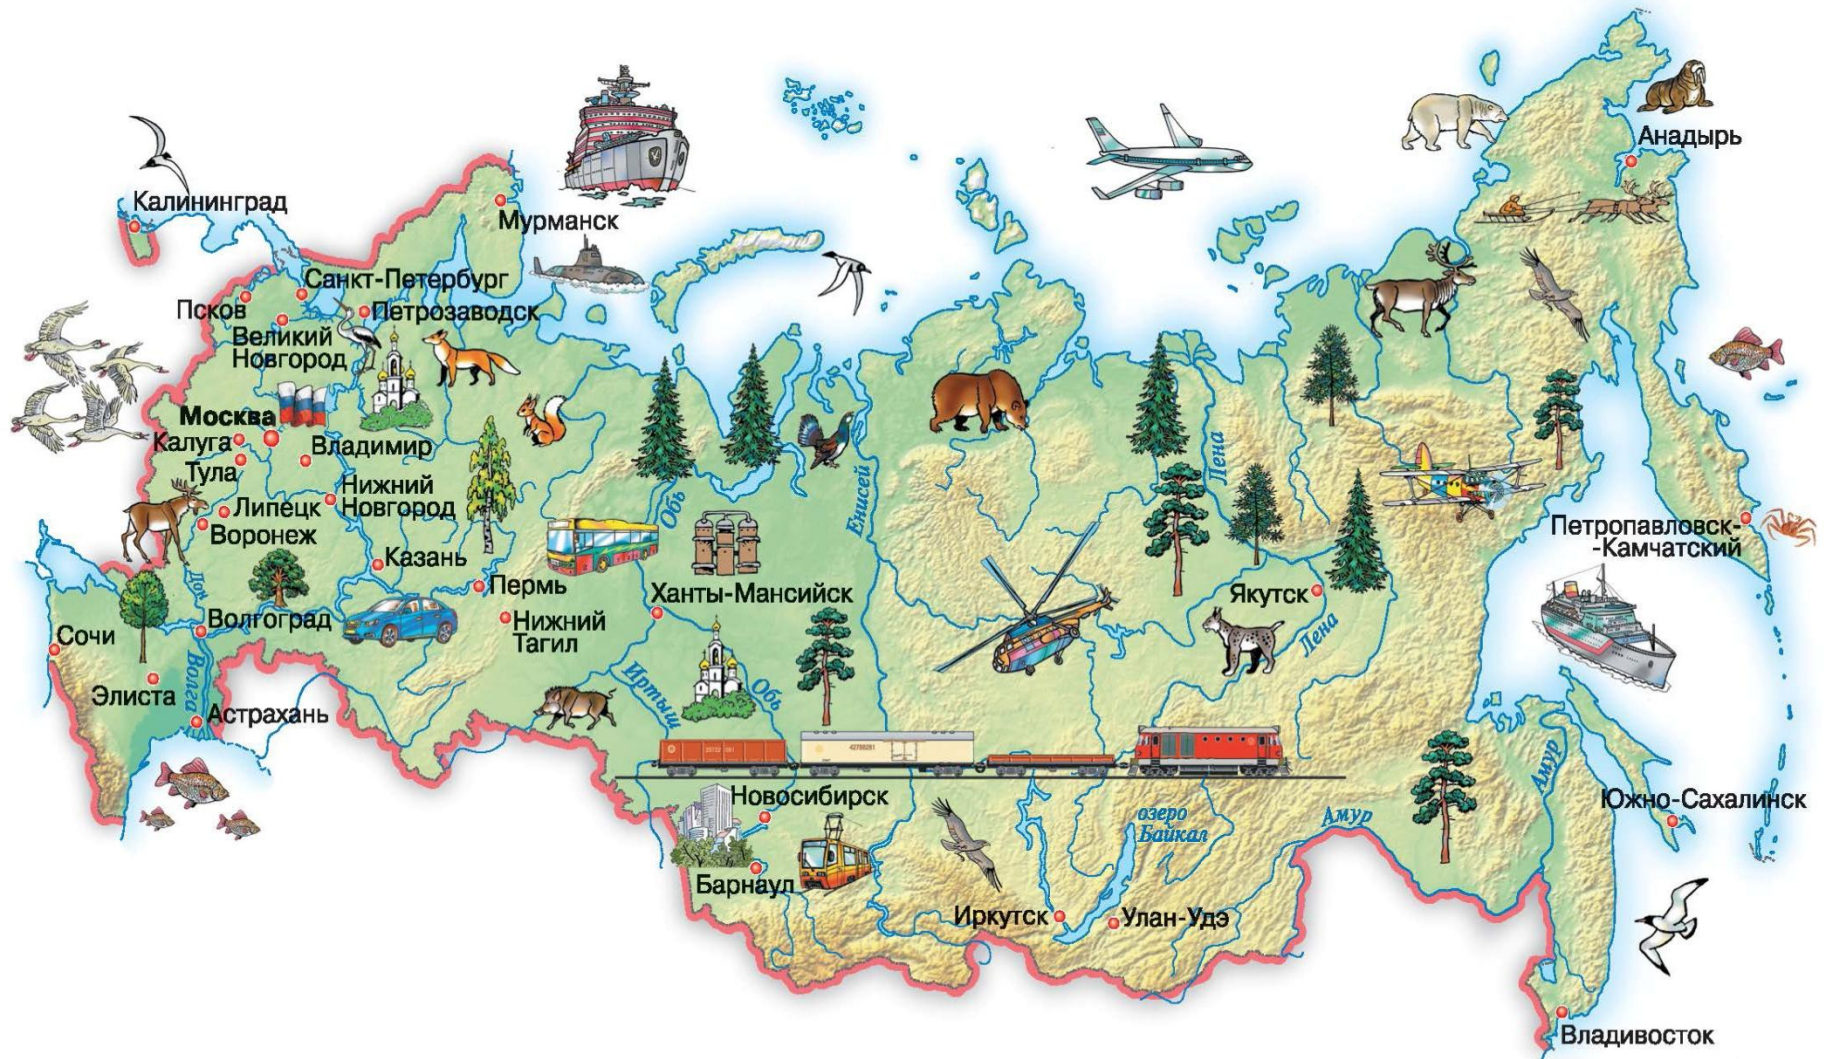 Анадырь
Калининград
Мурманск
Санкт-Петербург
Псков
Петрозаводск
Великий
Новгород
Москва
Калуга
Владимир
Тула
Нижний
Новгород
Липецк
Воронеж
Казань
Пермь
Дон
Волгоград
Нижний
Тагил
Сочи
Элиста
Волга
Астрахань
Обь
Енисей
Лена
Ханты-Мансийск
Иртыш
Обь
Якутск
Лена
Петропавловск-
-Камчатский
Новосибирск
Барнаул
озеро
Байкал
Иркутск
Улан-Удэ
Амур
Амур
Южно-Сахалинск
Владивосток